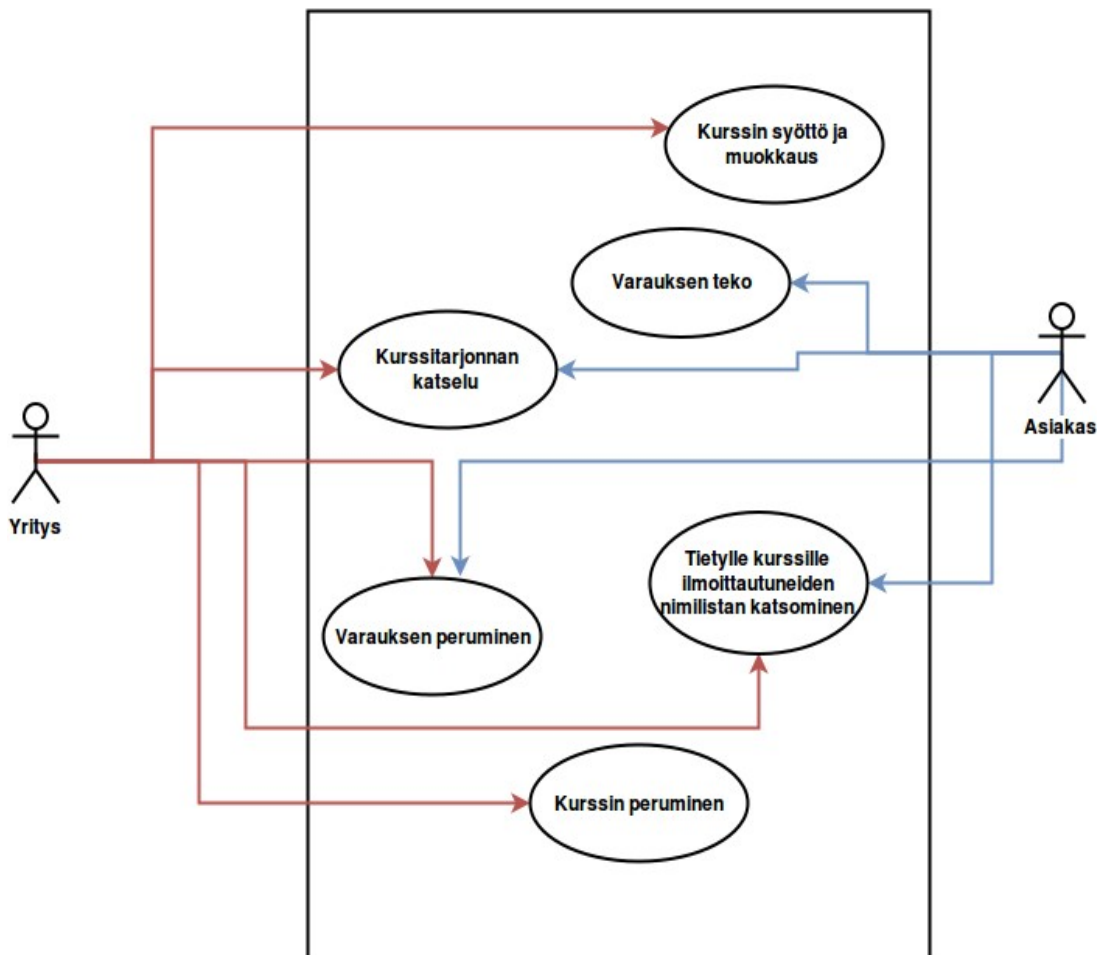 Kurssin syöttö ja
muokkaus
Varauksen teko
Kurssitarjonnan
katselu
Asiakas
Yritys
Tietylle kurssille
ilmoittautuneiden
nimilistan katsominen
Varauksen peruminen
Kurssin peruminen